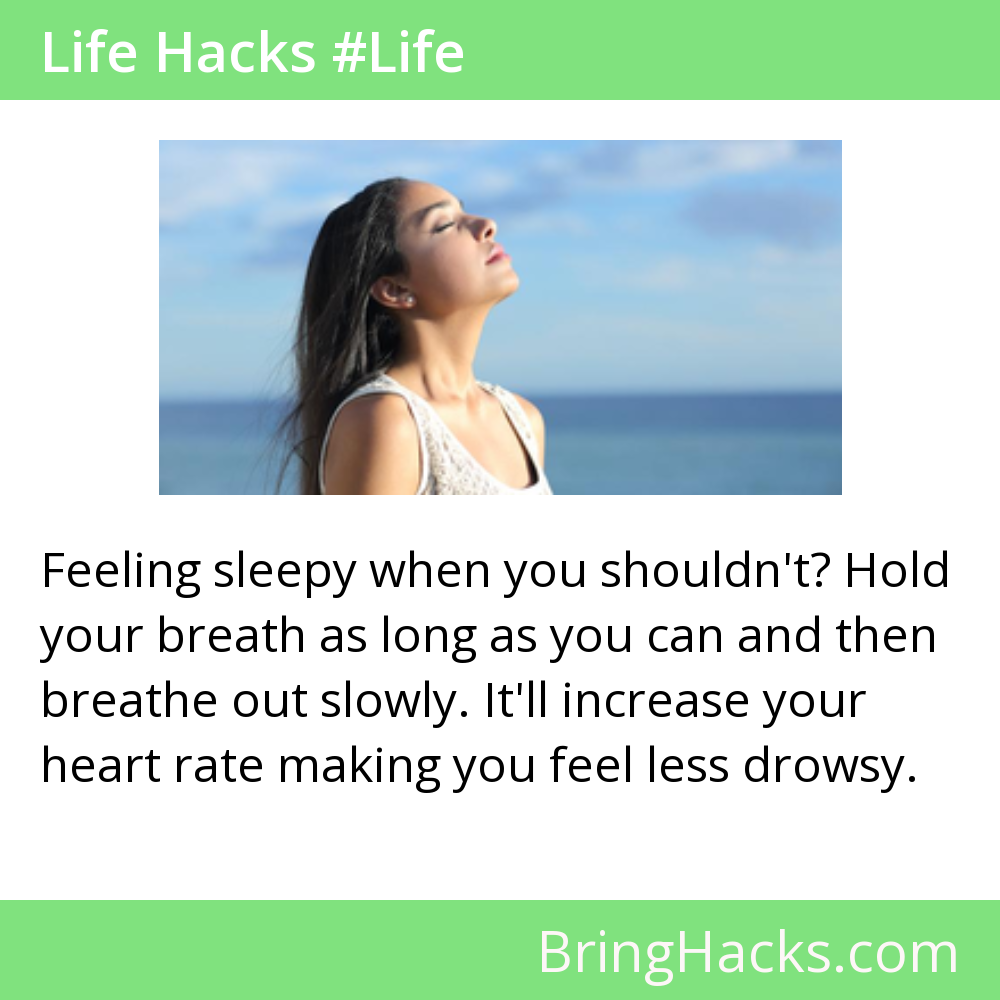 Life Hacks #Life
Feeling sleepy when you shouldn't? Hold
your breath as long as you can and then
breathe out slowly. It'll increase your
heart rate making you feel less drowsy.
BringHacks.com